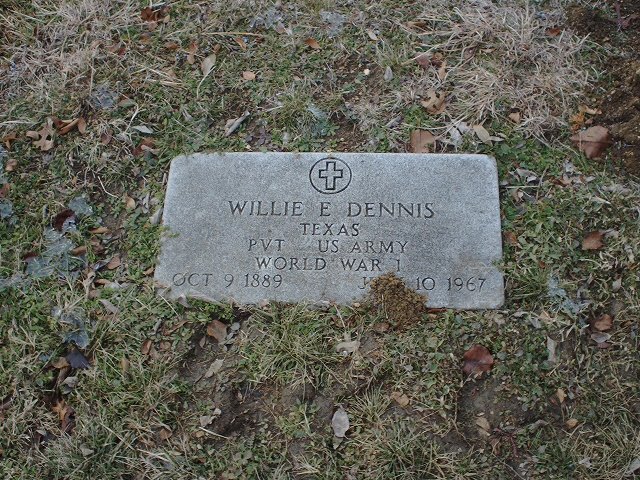 WILLIE E DENNIS
TEXAS
PVT US ARMY
WORLD WAR I
OCT 9 1889 10 1967